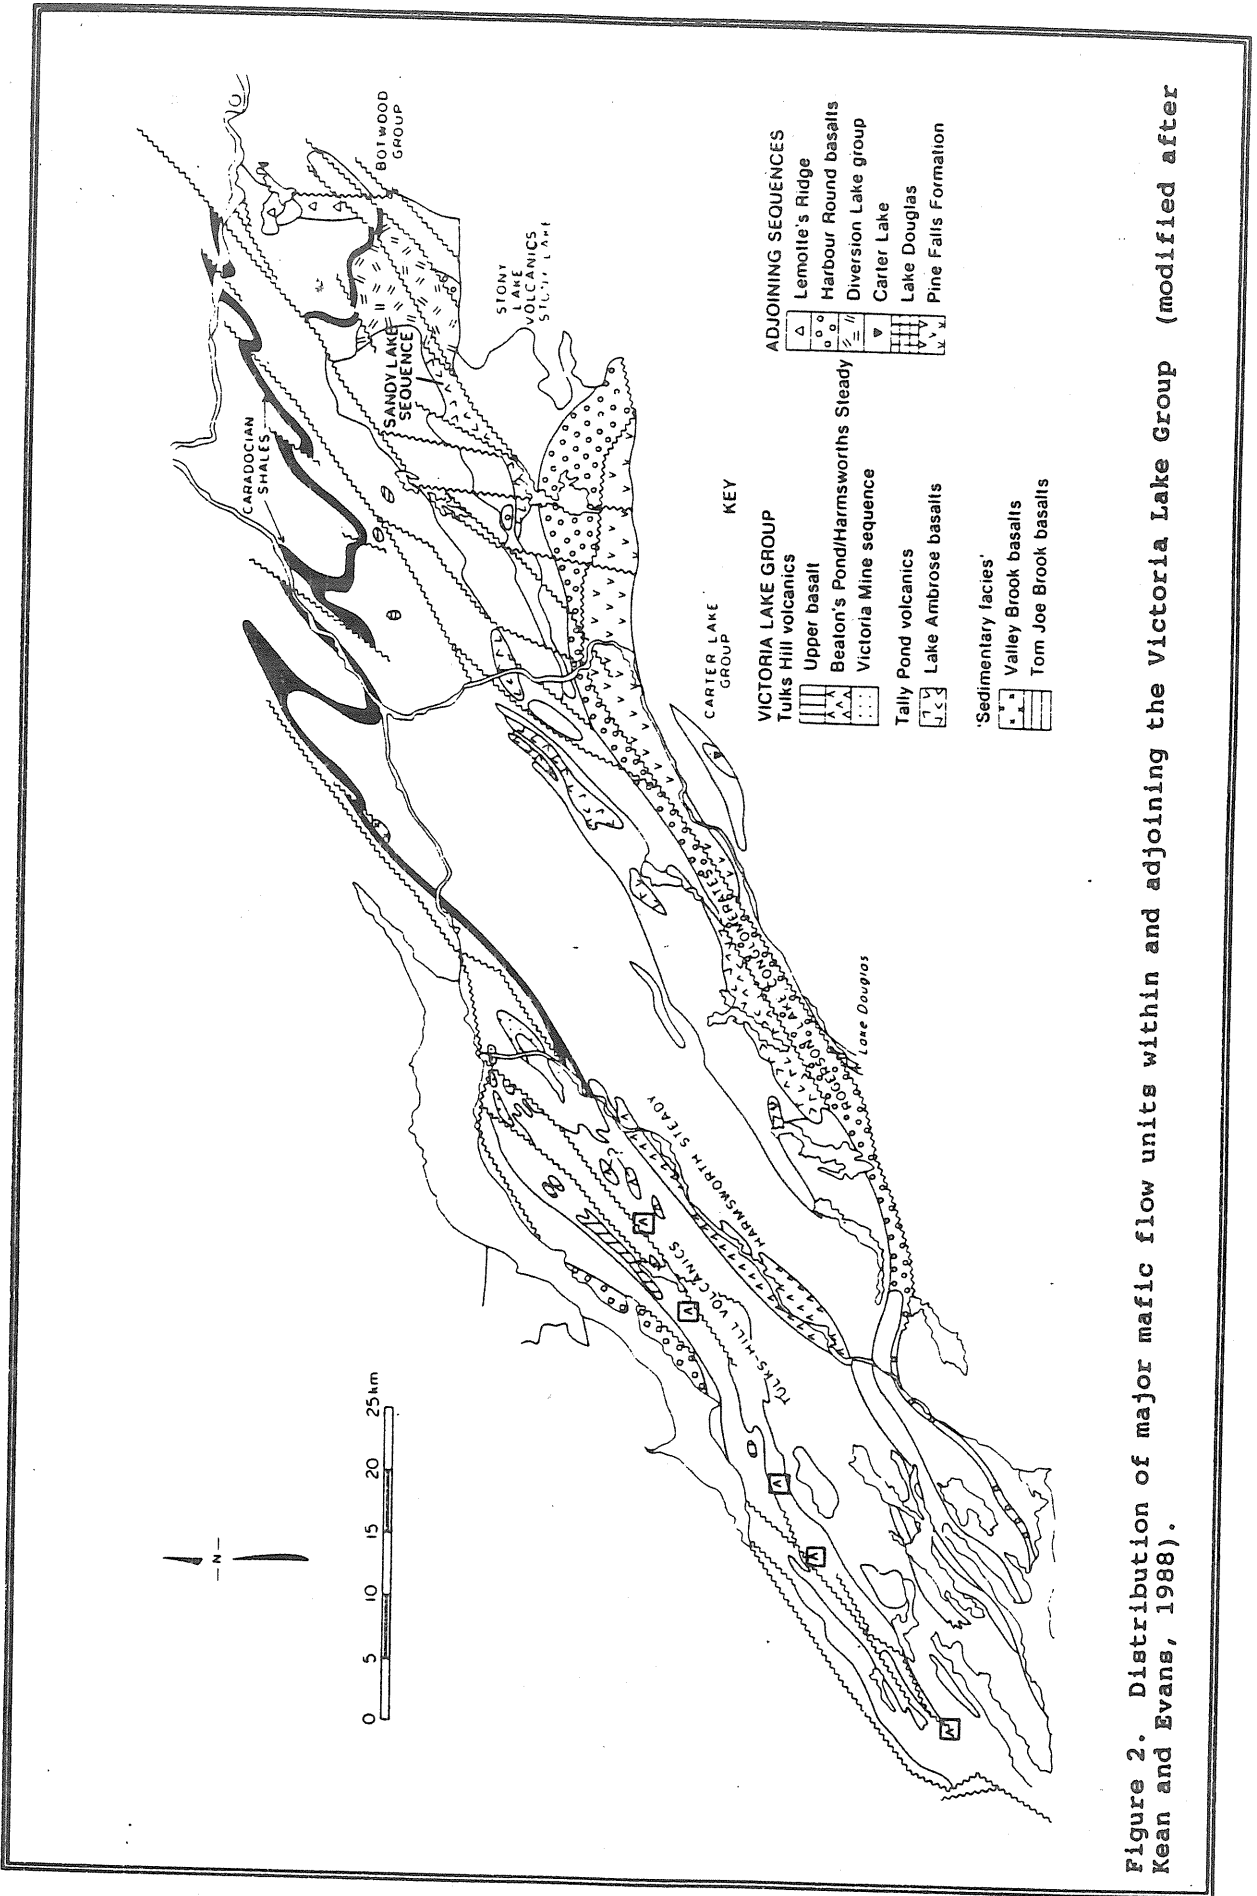 BOTWOOD
GROUP
STONY
LAKE
VOLCANICS
SANDY LAKE
SEQUENCE
CARADOCIAN
SHALES
N
0 5 10 15 20 25 km
CARTER LAKE
GROUP
ROGERSON LAKE CONGLOMERATES
Lake Douglas
HARMSWORTH STEADY
TULKS-HILL VOLCANICS
KEY
VICTORIA LAKE GROUP
Tulks Hill volcanics
Upper basalt
Beaton's Pond/Harmsworths Steady
Victoria Mine sequence
Tally Pond volcanics
Lake Ambrose basalts
'Sedimentary facies'
Valley Brook basalts
Tom Joe Brook basalts
ADJOINING SEQUENCES
Lemotte's Ridge
Harbour Round basalts
Diversion Lake group
Carter Lake
Lake Douglas
Pine Falls Formation
Figure 2. Distribution of major mafic flow units within and adjoining the Victoria Lake Group (modified after
Kean and Evans, 1988).